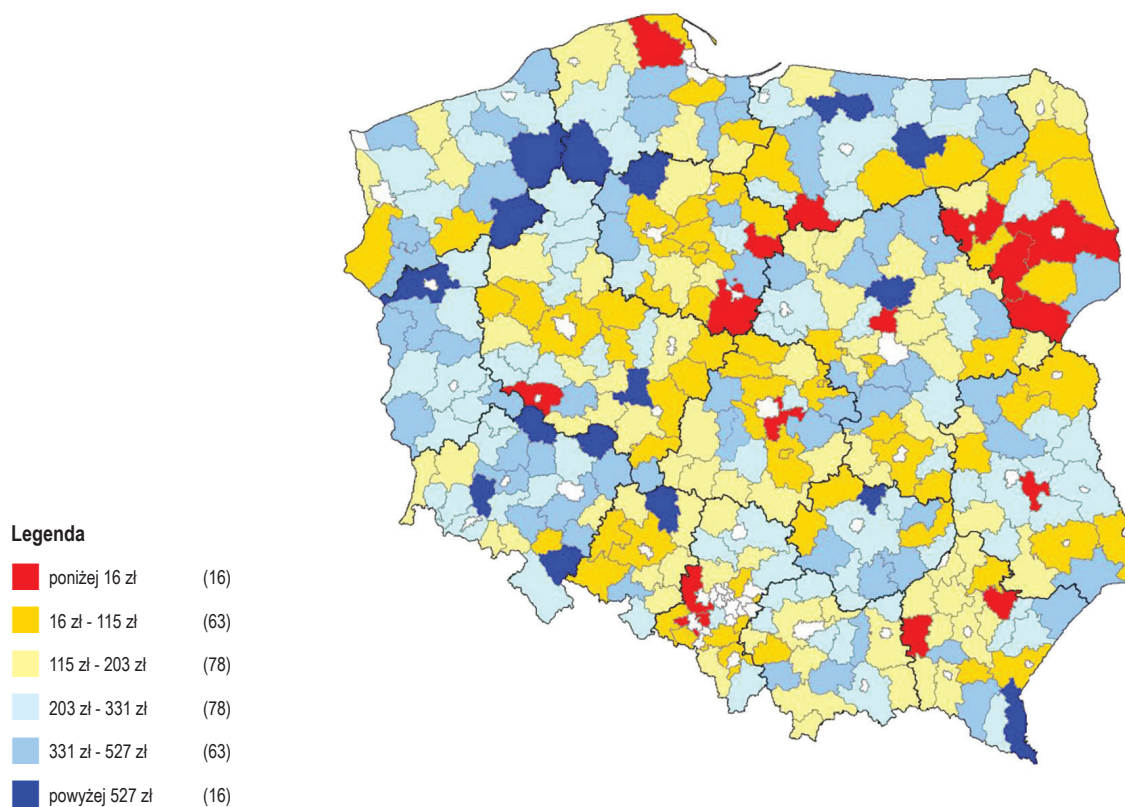 Legenda
poniżej 16 zł (16)
16 zł - 115 zł (63)
115 zł - 203 zł (78)
203 zł - 331 zł (78)
331 zł - 527 zł (63)
powyżej 527 zł (16)